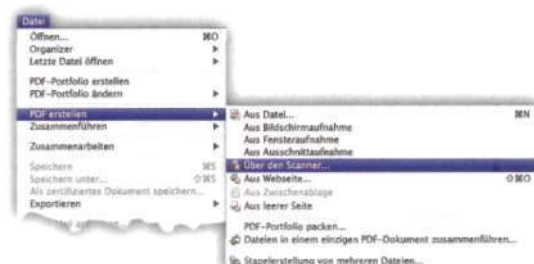 Datei
Öffnen... ⌘O
Organizer
Letzte Datei öffnen
PDF-Portfolio erstellen
PDF-Portfolio ändern
PDF erstellen
Zusammenführen
Zusammenarbeiten
Speichern ⌘S
Speichern unter... ⇧⌘S
Als zertifiziertes Dokument speichern...
Exportieren
Aus Datei... ⌘N
Aus Bildschirmaufnahme
Aus Fensteraufnahme
Aus Ausschnittaufnahme
Über den Scanner...
Aus Webseite... ⇧⌘O
Aus Zwischenablage
Aus leerer Seite
PDF-Portfolio packen...
Dateien in einem einzigen PDF-Dokument zusammenführen...
Stapelerstellung von mehreren Dateien...